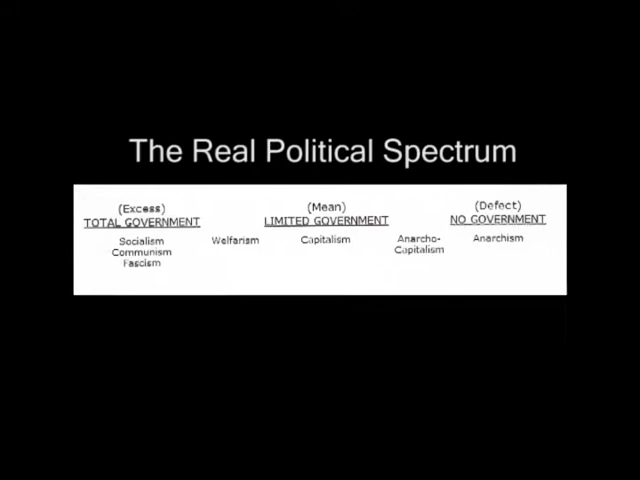 The Real Political Spectrum
(Excess) (Mean) (Defect)
TOTAL GOVERNMENT LIMITED GOVERNMENT NO GOVERNMENT
Socialism Welfarism Capitalism Anarcho- Anarchism
Communism Capitalism
Fascism